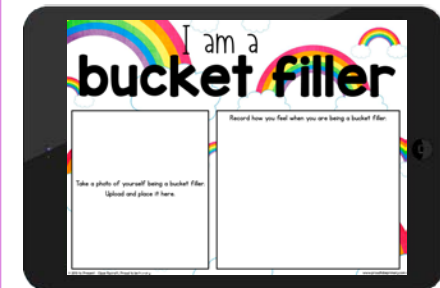 I am a
bucket filler
Take a photo of yourself being a bucket filler.
Upload and place it here.
Record how you feel when you are being a bucket filler.